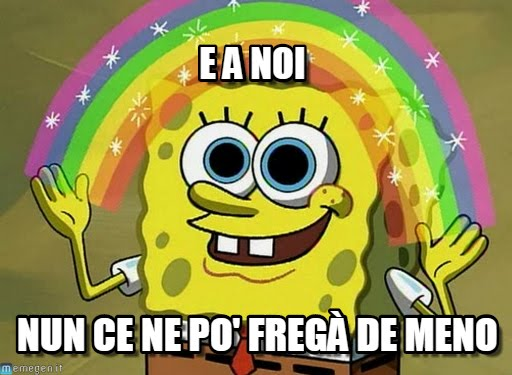 E A NOI
NUN CE NE PO' FREGÀ DE MENO
memegen.it